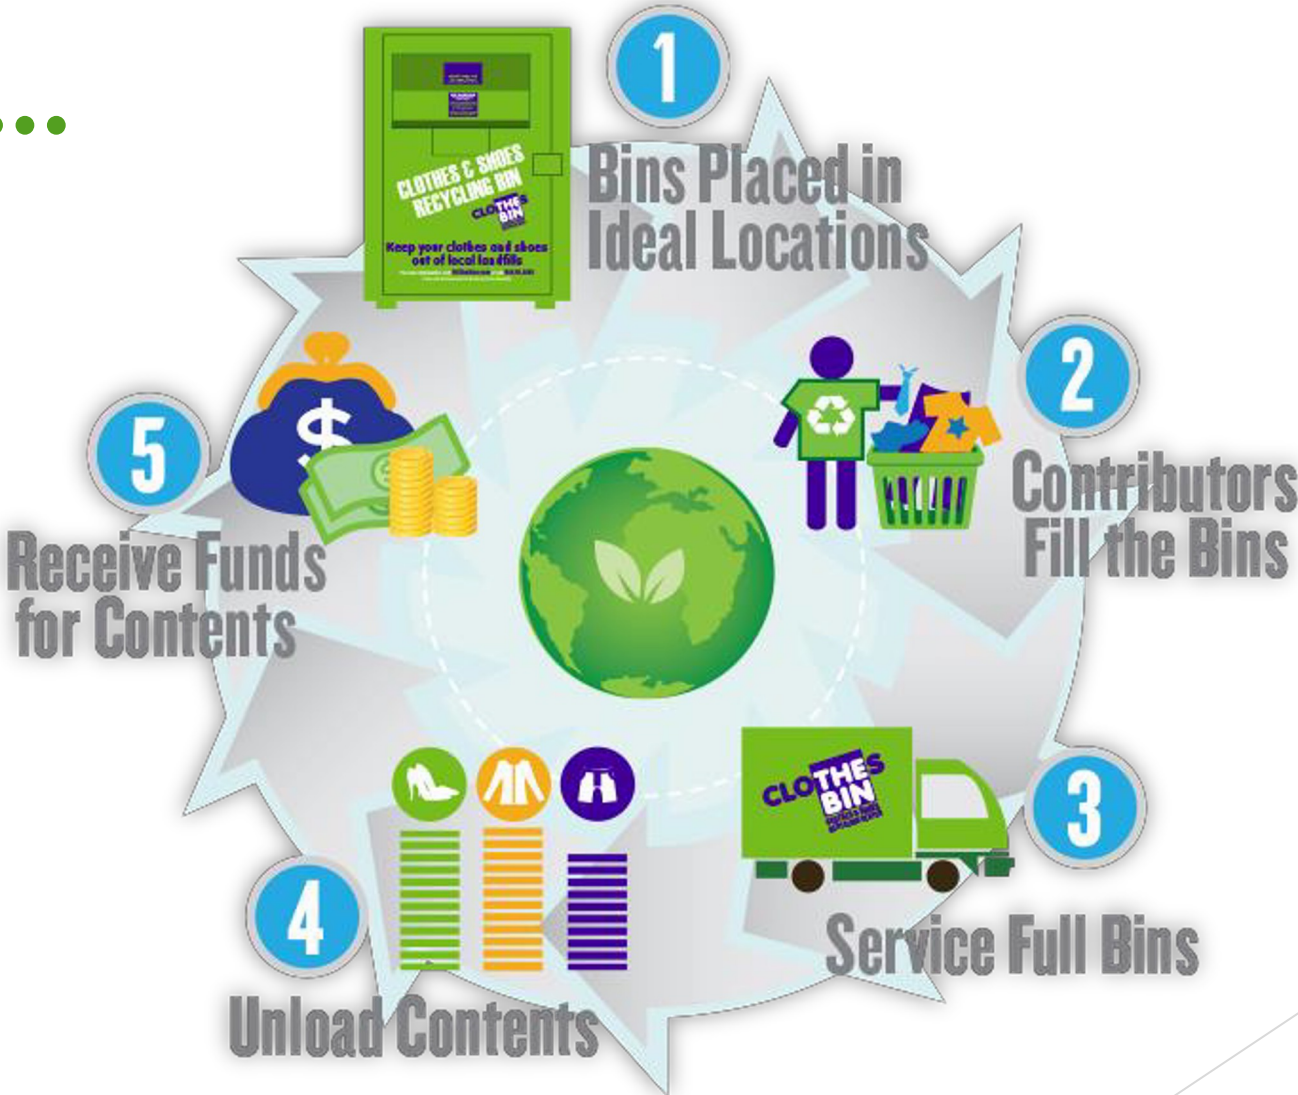 1
Bins Placed in
Ideal Locations
CLOTHES & SHOES
RECYCLING BIN
CLOTHES
BIN
Keep your clothes and shoes
out of local landfills
2
Contributors
Fill the Bins
5
$
Receive Funds
for Contents
3
CLOTHES
BIN
Service Full Bins
4
Unload Contents